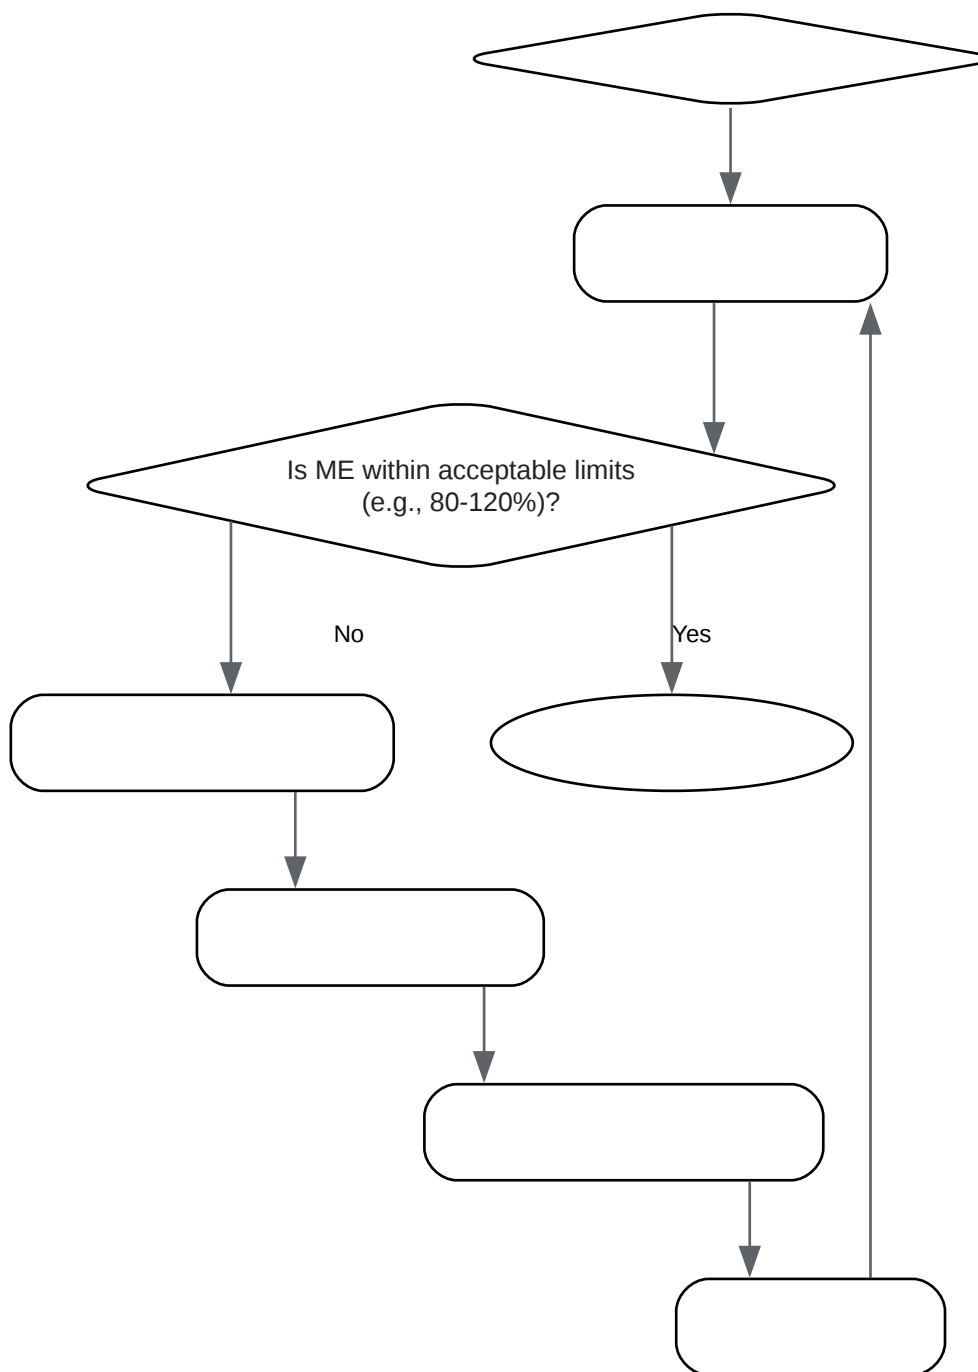 Is ME within acceptable limits
(e.g., 80-120%)?
No
Yes